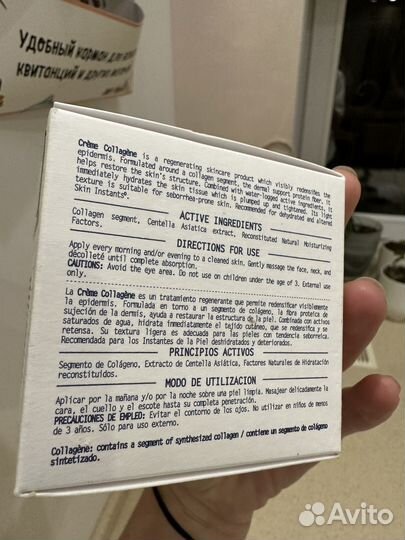 Удобный карман для
квитанций и других мелочей
Crème Collagène is a regenerating skincare product which visibly redensifies the
epidermis. Formulated around a collagen segment, the dermal support protein fiber, it
helps restore the skin's structure. Combined with water-logged active ingredients, it
immediately hydrates the skin tissue which is plumped up and tightened. Its light
texture is suitable for seborrhea-prone skin. Recommended for dehydrated and altered
Skin Instants®.
ACTIVE INGREDIENTS
Collagen segment, Centella Asiatica extract, Reconstituted Natural Moisturizing
Factors.
DIRECTIONS FOR USE
Apply every morning and/or evening to a cleansed skin. Gently massage the face, neck, and
décolleté until complete absorption.
CAUTIONS: Avoid the eye area. Do not use on children under the age of 3. External use
only.
La Crème Collagène es un tratamiento regenerante que permite redensificar visiblemente
la epidermis. Formulada en torno a un segmento de colágeno, la fibra proteica de
sujeción de la dermis, ayuda a restaurar la estructura de la piel. Combinada con activos
saturados de agua, hidrata inmediatamente el tejido cutáneo, que se redensifica y se
retensa. Su textura ligera es adecuada para las pieles con tendencia seborreica.
Recomendada para los Instants de la Piel deshidratados y deteriorados.
PRINCIPIOS ACTIVOS
Segmento de Colágeno, Extracto de Centella Asiática, Factores Naturales de Hidratación
reconstituidos.
MODO DE UTILIZACION
Aplicar por la mañana y/o por la noche sobre una piel limpia. Masajear delicadamente la
cara, el cuello y el escote hasta su completa penetración.
PRECAUCIONES DE EMPLEO: Evitar el contorno de los ojos. No utilizar en niños de menos
de 3 años. Sólo para uso externo.
Collagène: contains a segment of synthesized collagen / contiene un segmento de colágeno
sintetizado.
Avito